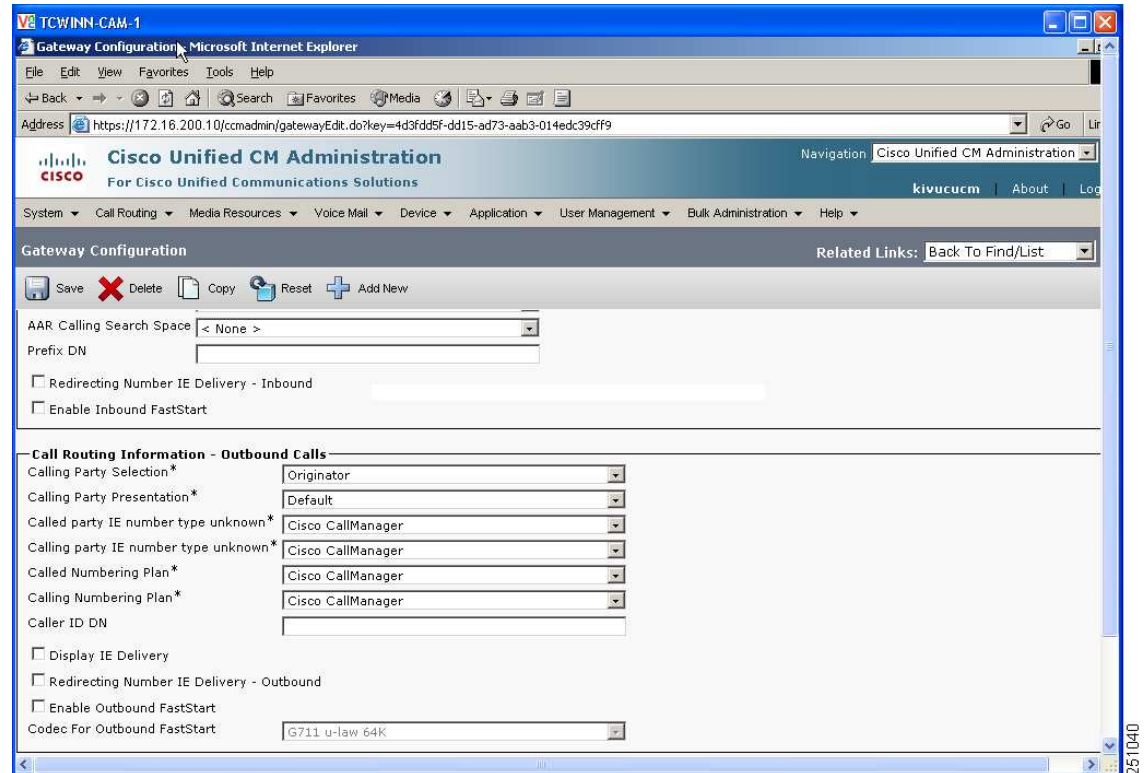 TCWINN-CAM-1
Gateway Configuration - Microsoft Internet Explorer
File Edit View Favorites Tools Help
Back Search Favorites Media
Address https://172.16.200.10/ccmadmin/gatewayEdit.do?key=4d3fdd5f-dd15-ad73-aab3-014edc39cff9 Go Lin
CISCO Cisco Unified CM Administration Navigation Cisco Unified CM Administration
For Cisco Unified Communications Solutions kivucucm | About | Log
System Call Routing Media Resources Voice Mail Device Application User Management Bulk Administration Help
Gateway Configuration Related Links: Back To Find/List
Save Delete Copy Reset Add New
AAR Calling Search Space < None >
Prefix DN
Redirecting Number IE Delivery - Inbound
Enable Inbound FastStart
Call Routing Information - Outbound Calls
Calling Party Selection* Originator
Calling Party Presentation* Default
Called party IE number type unknown* Cisco CallManager
Calling party IE number type unknown* Cisco CallManager
Called Numbering Plan* Cisco CallManager
Calling Numbering Plan* Cisco CallManager
Caller ID DN
Display IE Delivery
Redirecting Number IE Delivery - Outbound
Enable Outbound FastStart
Codec For Outbound FastStart G711 u-law 64K
251040